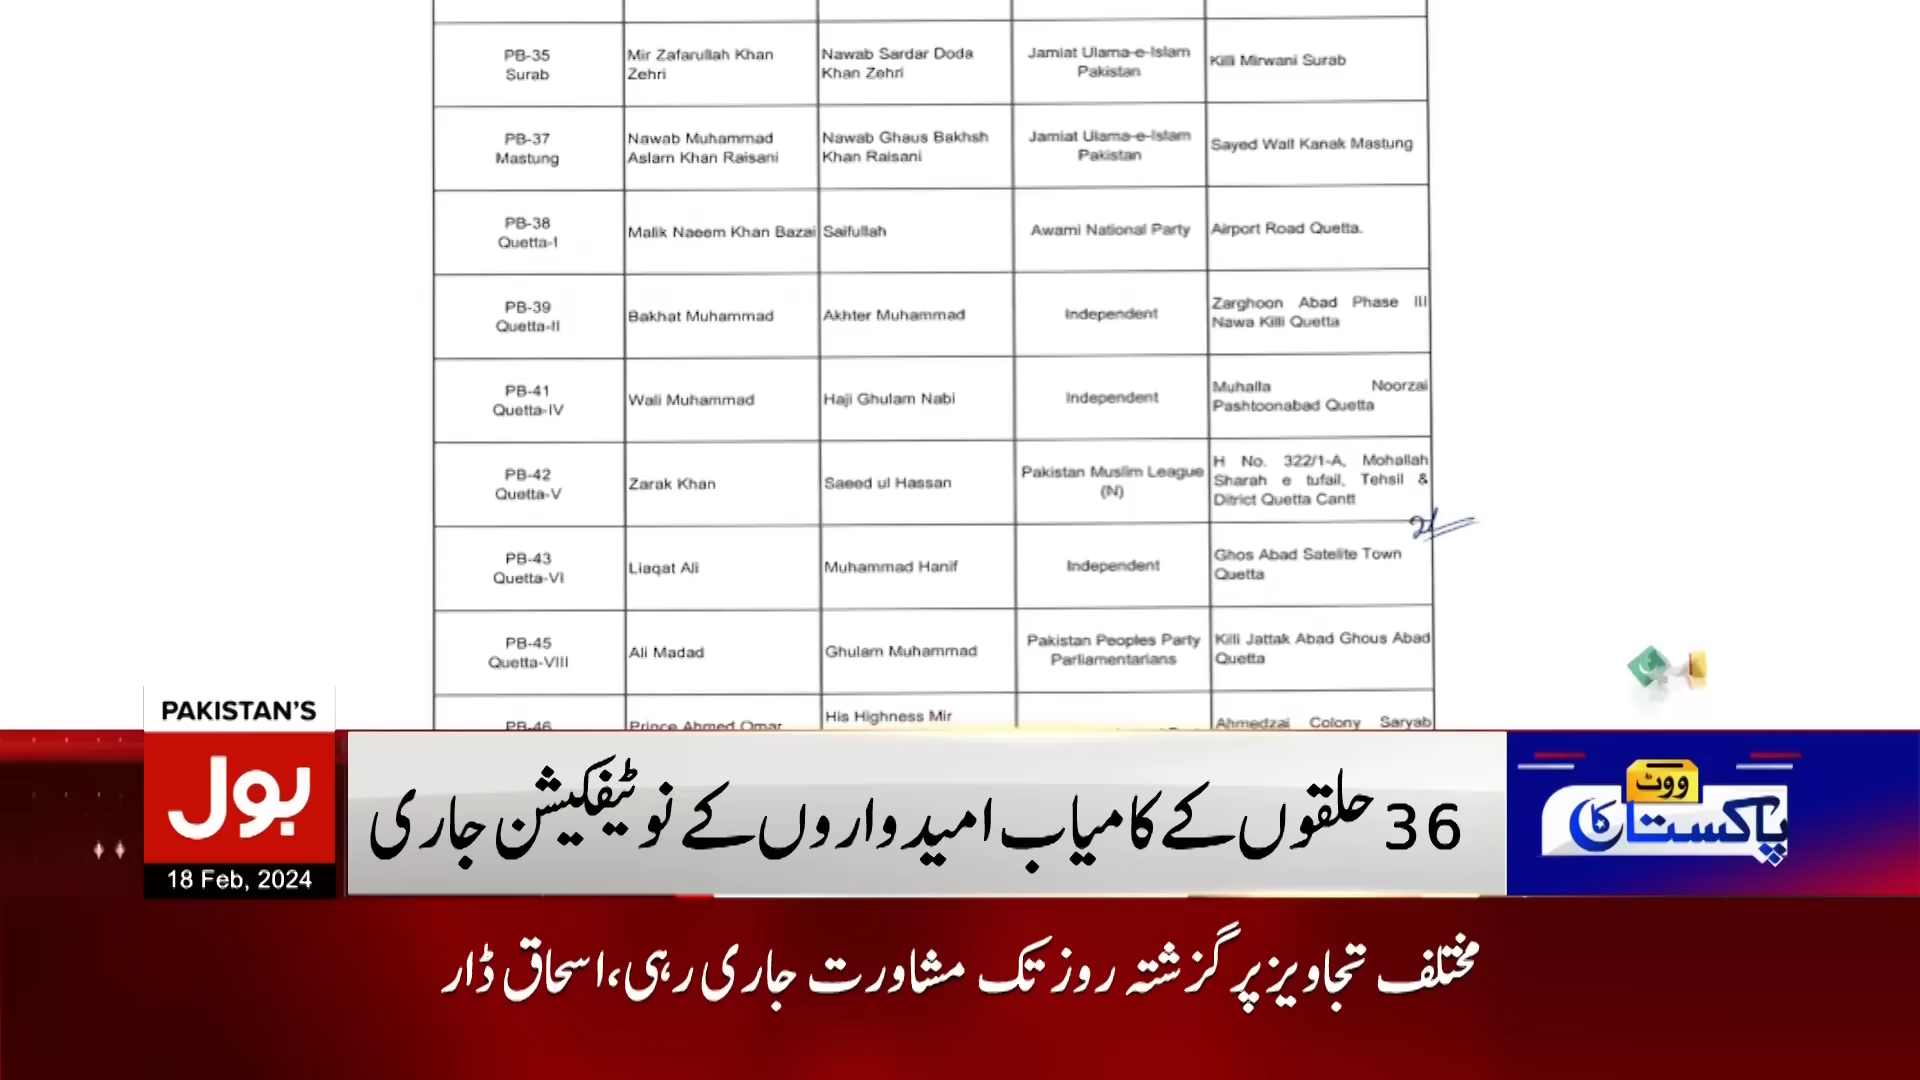 PB-35
Surab
Mir Zafarullah Khan
Zehri
Nawab Sardar Doda
Khan Zehri
Jamiat Ulama-e-Islam
Pakistan
Killi Mirwani Surab
PB-37
Mastung
Nawab Muhammad
Aslam Khan Raisani
Nawab Ghaus Bakhsh
Khan Raisani
Jamiat Ulama-e-Islam
Pakistan
Sayed Wall Kanak Mastung
PB-38
Quetta-I
Malik Naeem Khan Bazai
Saifullah
Awami National Party
Airport Road Quetta.
PB-39
Quetta-II
Bakhat Muhammad
Akhter Muhammad
Independent
Zarghoon Abad Phase III
Nawa Killi Quetta
PB-41
Quetta-IV
Wali Muhammad
Haji Ghulam Nabi
Independent
Muhalla Noorzai
Pashtoonabad Quetta
PB-42
Quetta-V
Zarak Khan
Saeed ul Hassan
Pakistan Muslim League
(N)
H No. 322/1-A, Mohallah
Sharah e tufail, Tehsil &
Ditrict Quetta Cantt
PB-43
Quetta-VI
Liaqat Ali
Muhammad Hanif
Independent
Ghos Abad Satelite Town
Quetta
PB-45
Quetta-VIII
Ali Madad
Ghulam Muhammad
Pakistan Peoples Party
Parliamentarians
Killi Jattak Abad Ghous Abad
Quetta
PB-46
Prince Ahmed Omar
His Highness Mir
Ahmedzai Colony Saryab
PAKISTAN'S
بول
18 Feb, 2024
36 حلقوں کے کامیاب امیدواروں کے نوٹیفکیشن جاری
ووٹ
پاکستان کا
مختلف تجاویز پر گزشتہ روز تک مشاورت جاری رہی، اسحاق ڈار